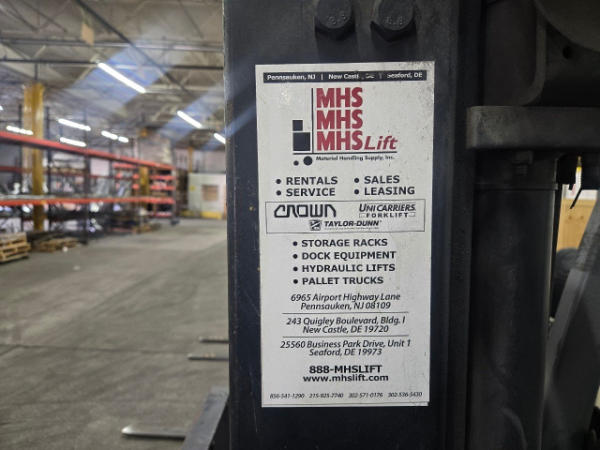 Pennsauken, NJ | New Castle, DE | Seaford, DE
MHS
MHS
MHS Lift
Material Handling Supply, Inc.
• RENTALS • SALES
• SERVICE • LEASING
CROWN UNICARRIERS FORKLIFT
TAYLOR-DUNN
• STORAGE RACKS
• DOCK EQUIPMENT
• HYDRAULIC LIFTS
• PALLET TRUCKS
6965 Airport Highway Lane
Pennsauken, NJ 08109
243 Quigley Boulevard, Bldg. I
New Castle, DE 19720
25560 Business Park Drive, Unit 1
Seaford, DE 19973
888-MHSLIFT
www.mhslift.com
856-541-1290 215-925-7740 302-571-0176 302-536-5430